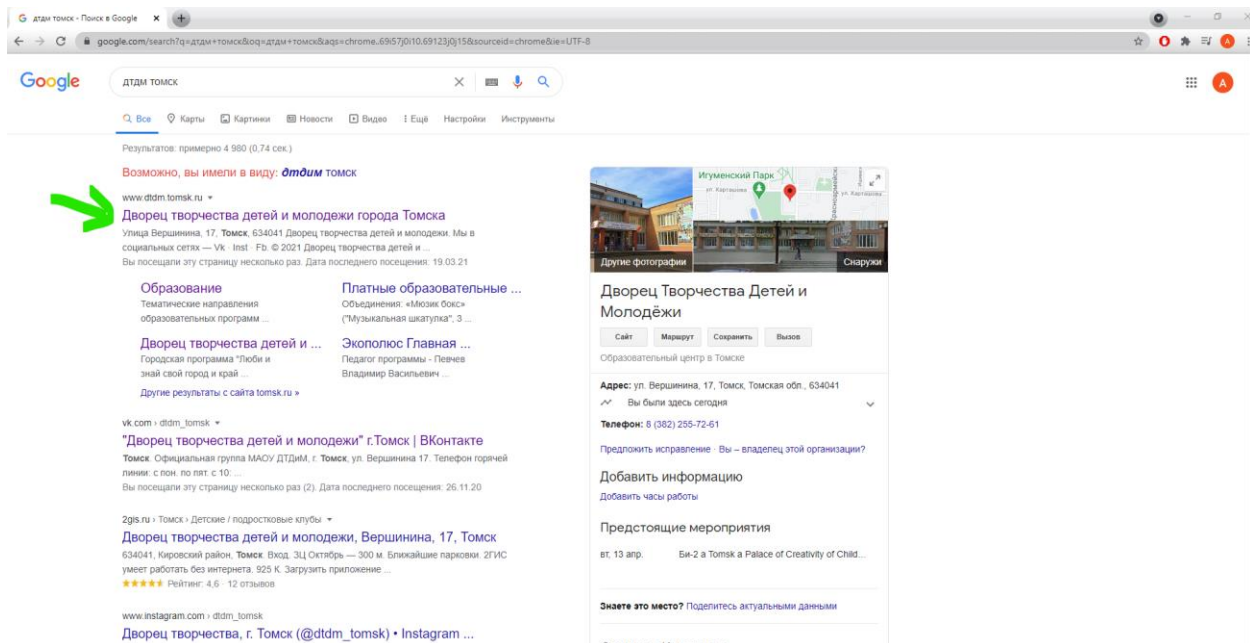 дтдм томск - Поиск в Google
google.com/search?q=дтдм+томск&oq=дтдм+томск&aqs=chrome..69i57j0i10.69123j0j15&sourceid=chrome&ie=UTF-8
Google
дтдм томск
A
Все Карты Картинки Новости Видео Ещё Настройки Инструменты
Результатов: примерно 4 980 (0,74 сек.)
Возможно, вы имели в виду: дтдим томск
www.dtdm.tomsk.ru
Дворец творчества детей и молодежи города Томска
Улица Вершинина, 17, Томск, 634041 Дворец творчества детей и молодежи. Мы в
социальных сетях — Vk · Inst · Fb. © 2021 Дворец творчества детей и ...
Вы посещали эту страницу несколько раз. Дата последнего посещения: 19.03.21
Образование
Тематические направления
образовательных программ ...
Платные образовательные ...
Объединения: «Мюзик бокс»
("Музыкальная шкатулка", 3 ...
Дворец творчества детей и ...
Городская программа "Люби и
знай свой город и край ...
Экополюс Главная ...
Педагог программы - Певчев
Владимир Васильевич ...
Другие результаты с сайта tomsk.ru »
vk.com › dtdm_tomsk
"Дворец творчества детей и молодежи" г.Томск | ВКонтакте
Томск. Официальная группа МАОУ ДТДиМ, г. Томск, ул. Вершинина 17. Телефон горячей
линии: с пон. по пят. с 10: ...
Вы посещали эту страницу несколько раз (2). Дата последнего посещения: 26.11.20
2gis.ru › Томск › Детские / подростковые клубы
Дворец творчества детей и молодежи, Вершинина, 17, Томск
634041, Кировский район, Томск. Вход. ЗЦ Октябрь — 300 м. Ближайшие парковки. 2ГИС
умеет работать без интернета. 925 К. Загрузить приложение ...
Рейтинг: 4,6 · 12 отзывов
www.instagram.com › dtdm_tomsk
Дворец творчества, г. Томск (@dtdm_tomsk) • Instagram ...
Игуменский Парк
ул. Карташова
Другие фотографии
Снаружи
Дворец Творчества Детей и
Молодёжи
Сайт Маршрут Сохранить Вызов
Образовательный центр в Томске
Адрес: ул. Вершинина, 17, Томск, Томская обл., 634041
Вы были здесь сегодня
Телефон: 8 (382) 255-72-61
Предложить исправление · Вы – владелец этой организации?
Добавить информацию
Добавить часы работы
Предстоящие мероприятия
вт, 13 апр. Би-2 a Tomsk a Palace of Creativity of Child...
Знаете это место? Поделитесь актуальными данными